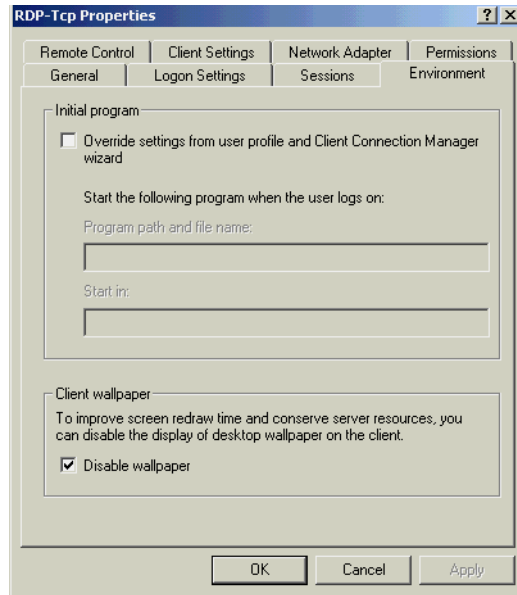 RDP-Tcp Properties
Remote Control
Client Settings
Network Adapter
Permissions
General
Logon Settings
Sessions
Environment
Initial program
Override settings from user profile and Client Connection Manager
wizard
Start the following program when the user logs on:
Program path and file name:
Start in:
Client wallpaper
To improve screen redraw time and conserve server resources, you
can disable the display of desktop wallpaper on the client.
Disable wallpaper
OK
Cancel
Apply